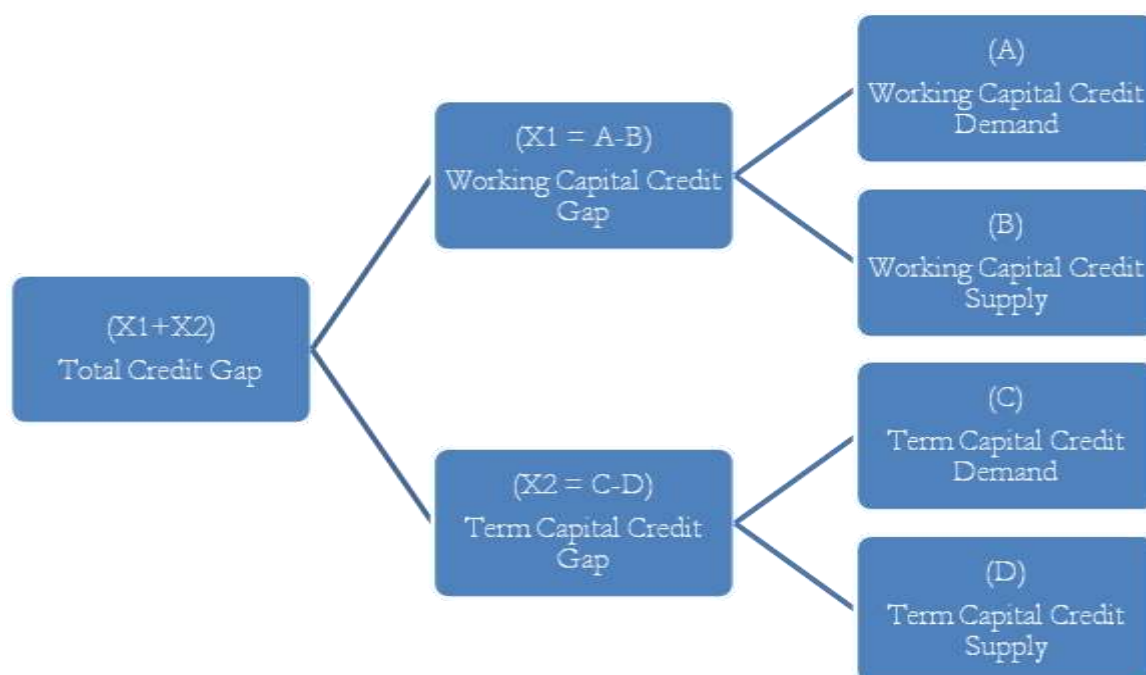 (X1+X2)
Total Credit Gap
(X1 = A-B)
Working Capital Credit
Gap
(A)
Working Capital Credit
Demand
(B)
Working Capital Credit
Supply
(X2 = C-D)
Term Capital Credit
Gap
(C)
Term Capital Credit
Demand
(D)
Term Capital Credit
Supply